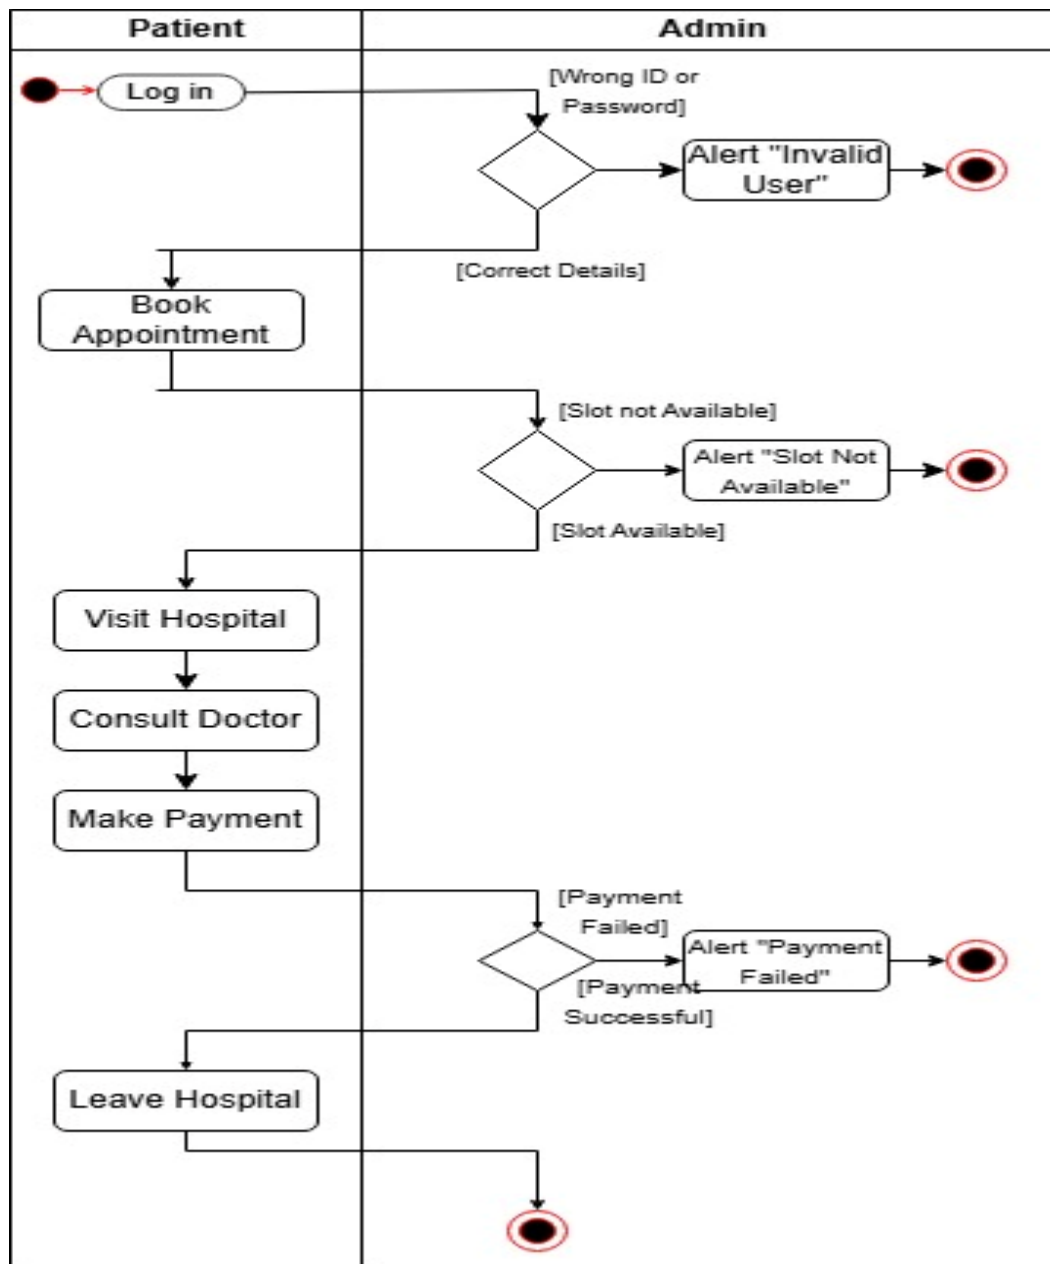 Patient
Admin
Log in
[Wrong ID or
Password]
Alert "Invalid
User"
[Correct Details]
Book
Appointment
[Slot not Available]
Alert "Slot Not
Available"
[Slot Available]
Visit Hospital
Consult Doctor
Make Payment
[Payment
Failed]
Alert "Payment
Failed"
[Payment
Successful]
Leave Hospital